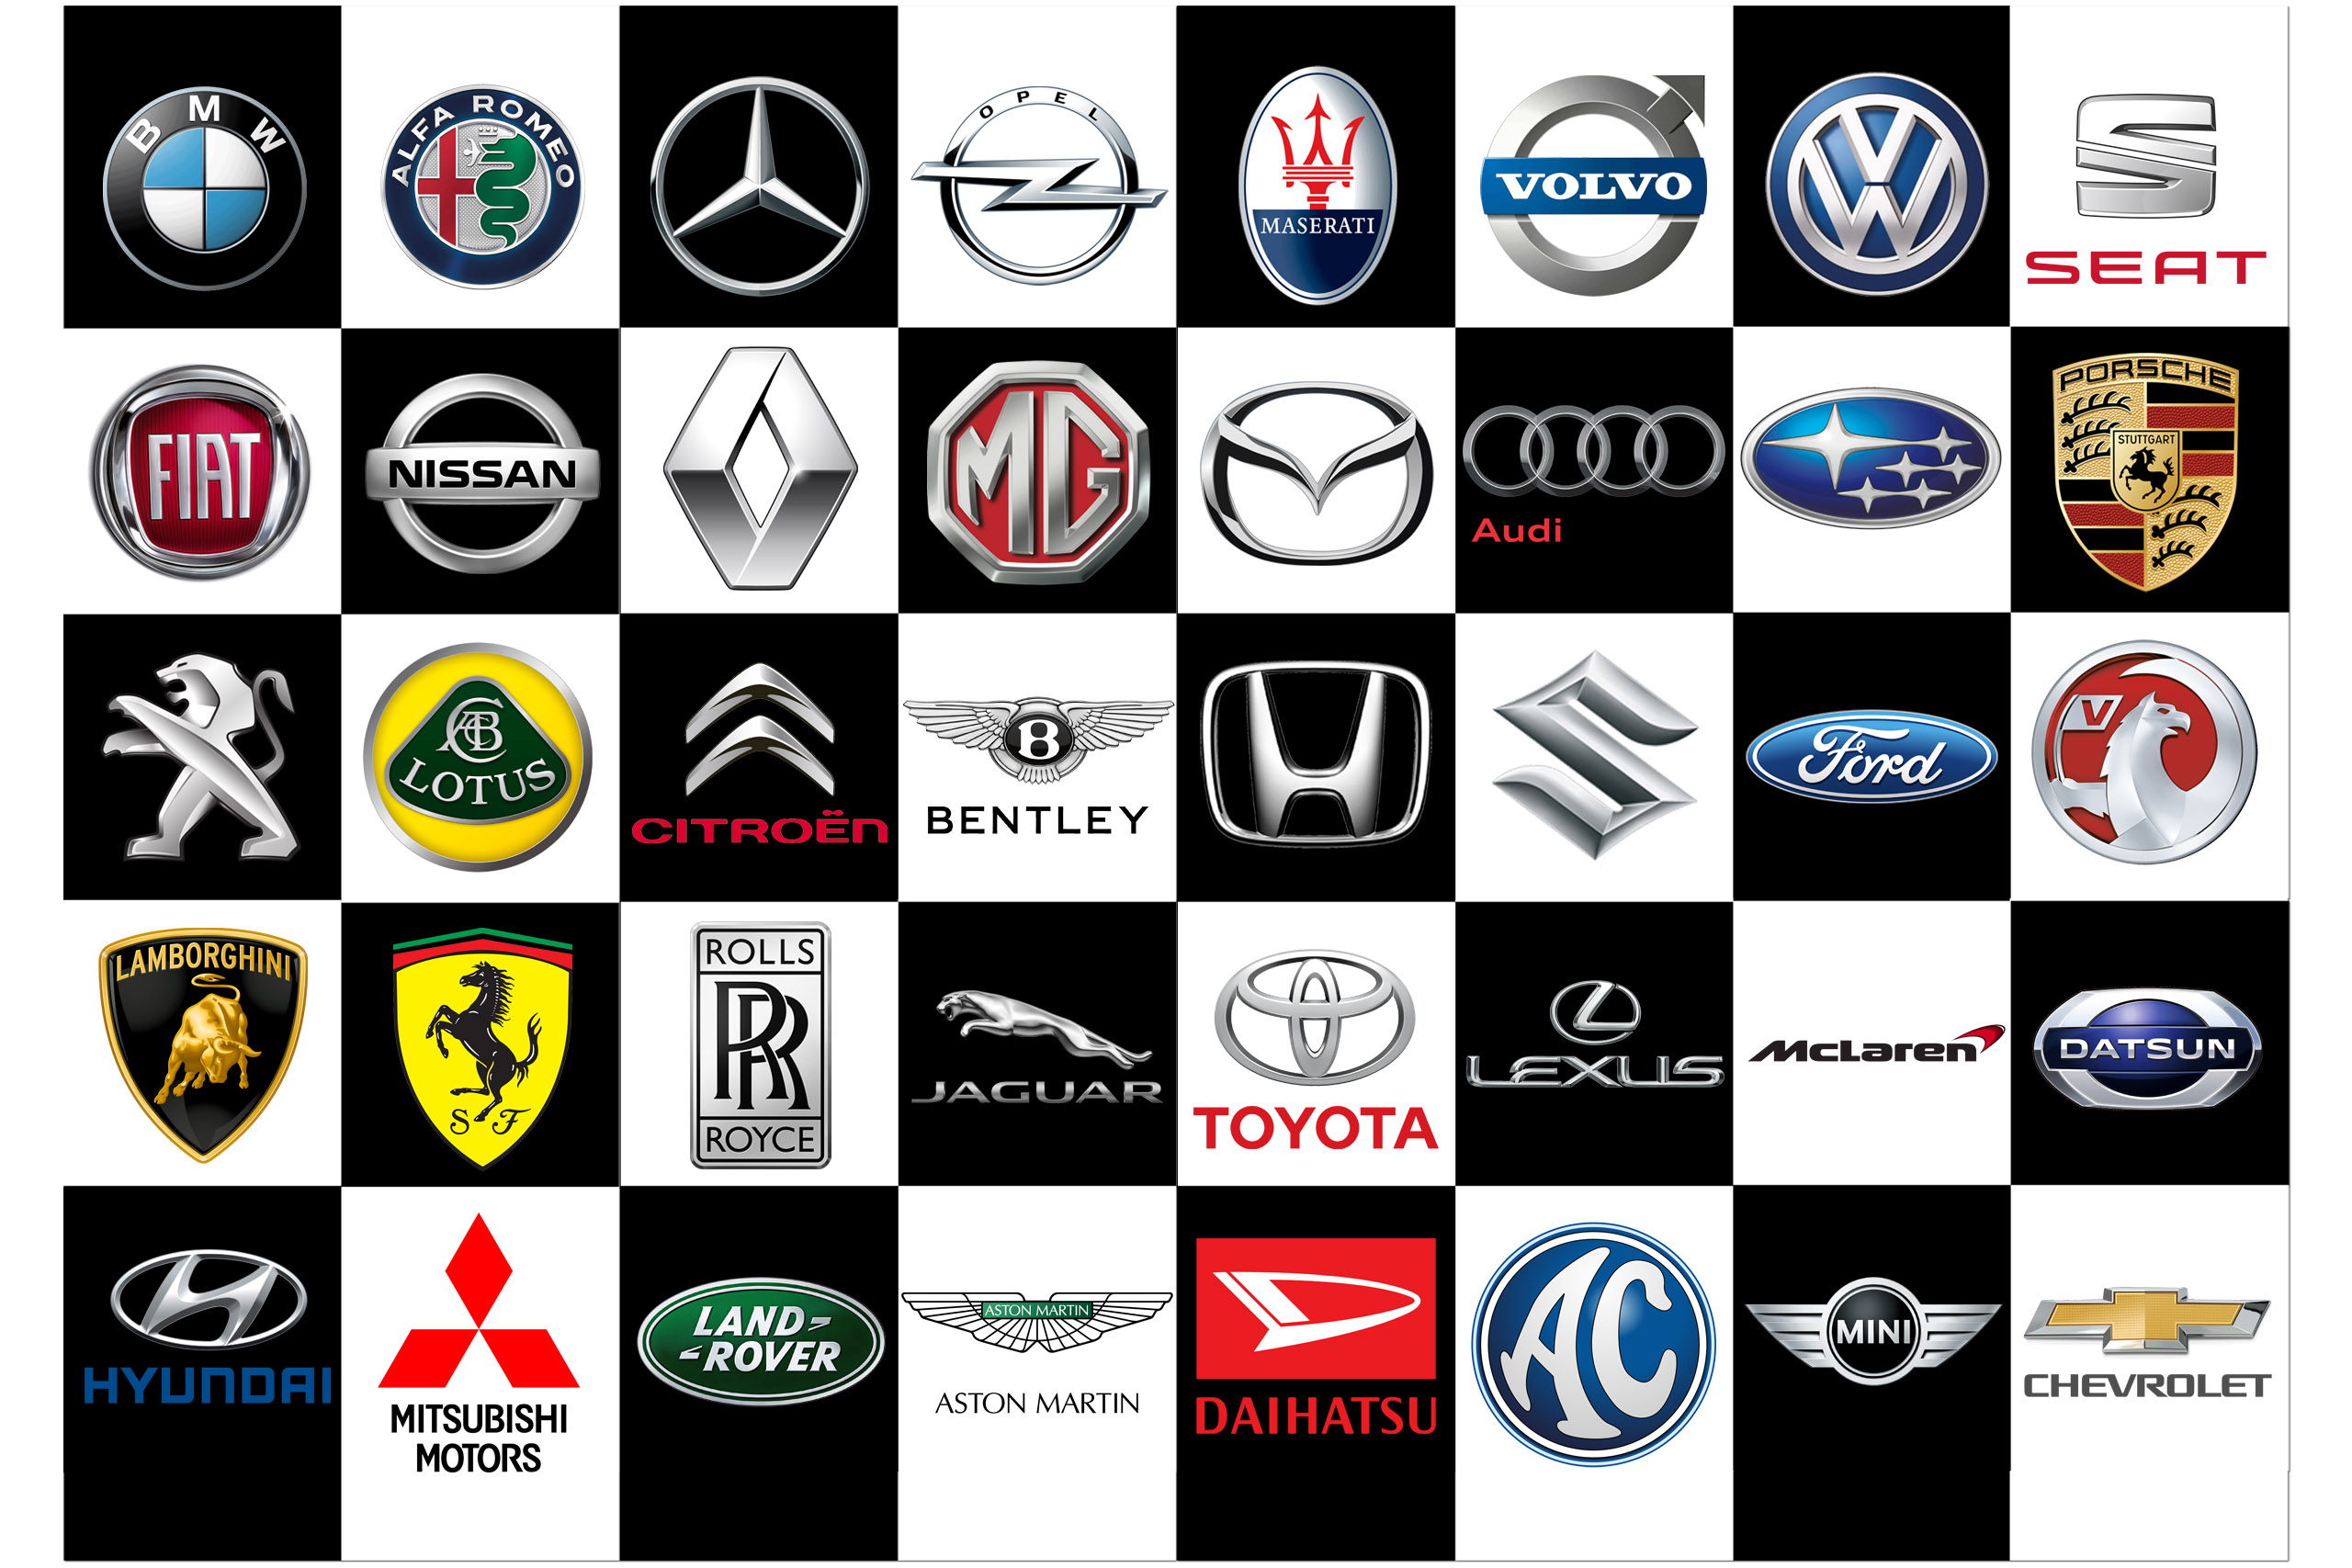 BMW
ALFA ROMEO
OPEL
MASERATI
VOLVO
VW
SEAT
FIAT
NISSAN
MG
Audi
PORSCHE
STUTTGART
ACBC
LOTUS
CITROËN
B
BENTLEY
Ford
V
LAMBORGHINI
S F
ROLLS
RR
ROYCE
JAGUAR
TOYOTA
LEXUS
McLaren
DATSUN
HYUNDAI
MITSUBISHI
MOTORS
LAND-
-ROVER
ASTON MARTIN
ASTON MARTIN
DAIHATSU
AC
MINI
CHEVROLET